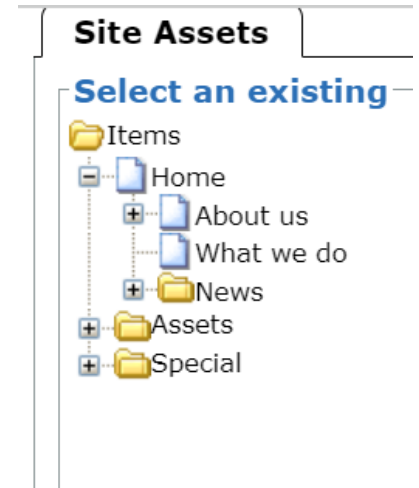 Site Assets
Select an existing
Items
Home
About us
What we do
News
Assets
Special